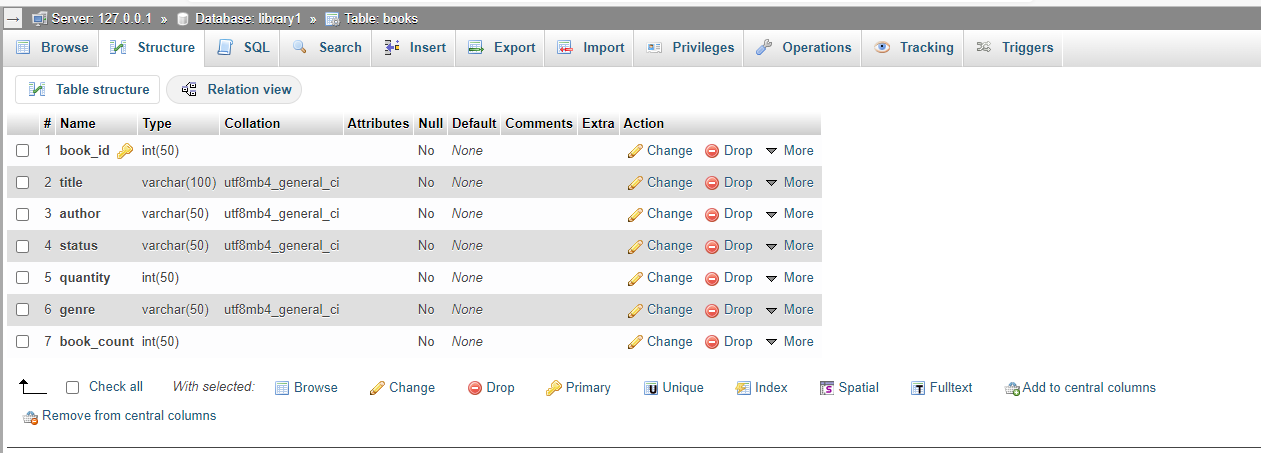 Server: 127.0.0.1 » Database: library1 » Table: books
Browse Structure SQL Search Insert Export Import Privileges Operations Tracking Triggers
Table structure Relation view
# Name Type Collation Attributes Null Default Comments Extra Action
1 book_id int(50) No None Change Drop More
2 title varchar(100) utf8mb4_general_ci No None Change Drop More
3 author varchar(50) utf8mb4_general_ci No None Change Drop More
4 status varchar(50) utf8mb4_general_ci No None Change Drop More
5 quantity int(50) No None Change Drop More
6 genre varchar(50) utf8mb4_general_ci No None Change Drop More
7 book_count int(50) No None Change Drop More
Check all With selected: Browse Change Drop Primary U Unique Index S Spatial T Fulltext Add to central columns
Remove from central columns